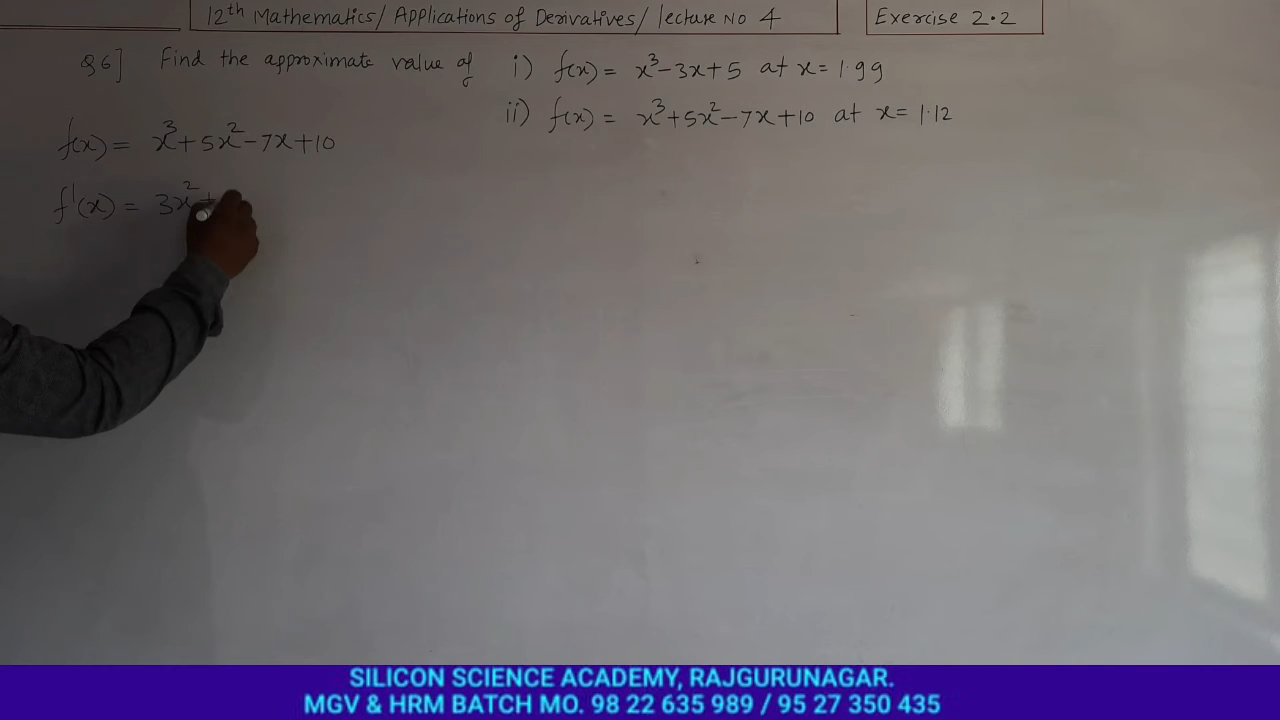 12th Mathematics/ Applications of Derivatives/ lecture No 4
Exercise 2.2
Q6] Find the approximate value of i) f(x) = x³-3x+5 at x=1.99
ii) f(x) = x³+5x²-7x+10 at x=1.12
f(x) = x³+5x²-7x+10
f'(x) = 3x²+
SILICON SCIENCE ACADEMY, RAJGURUNAGAR.
MGV & HRM BATCH MO. 98 22 635 989 / 95 27 350 435